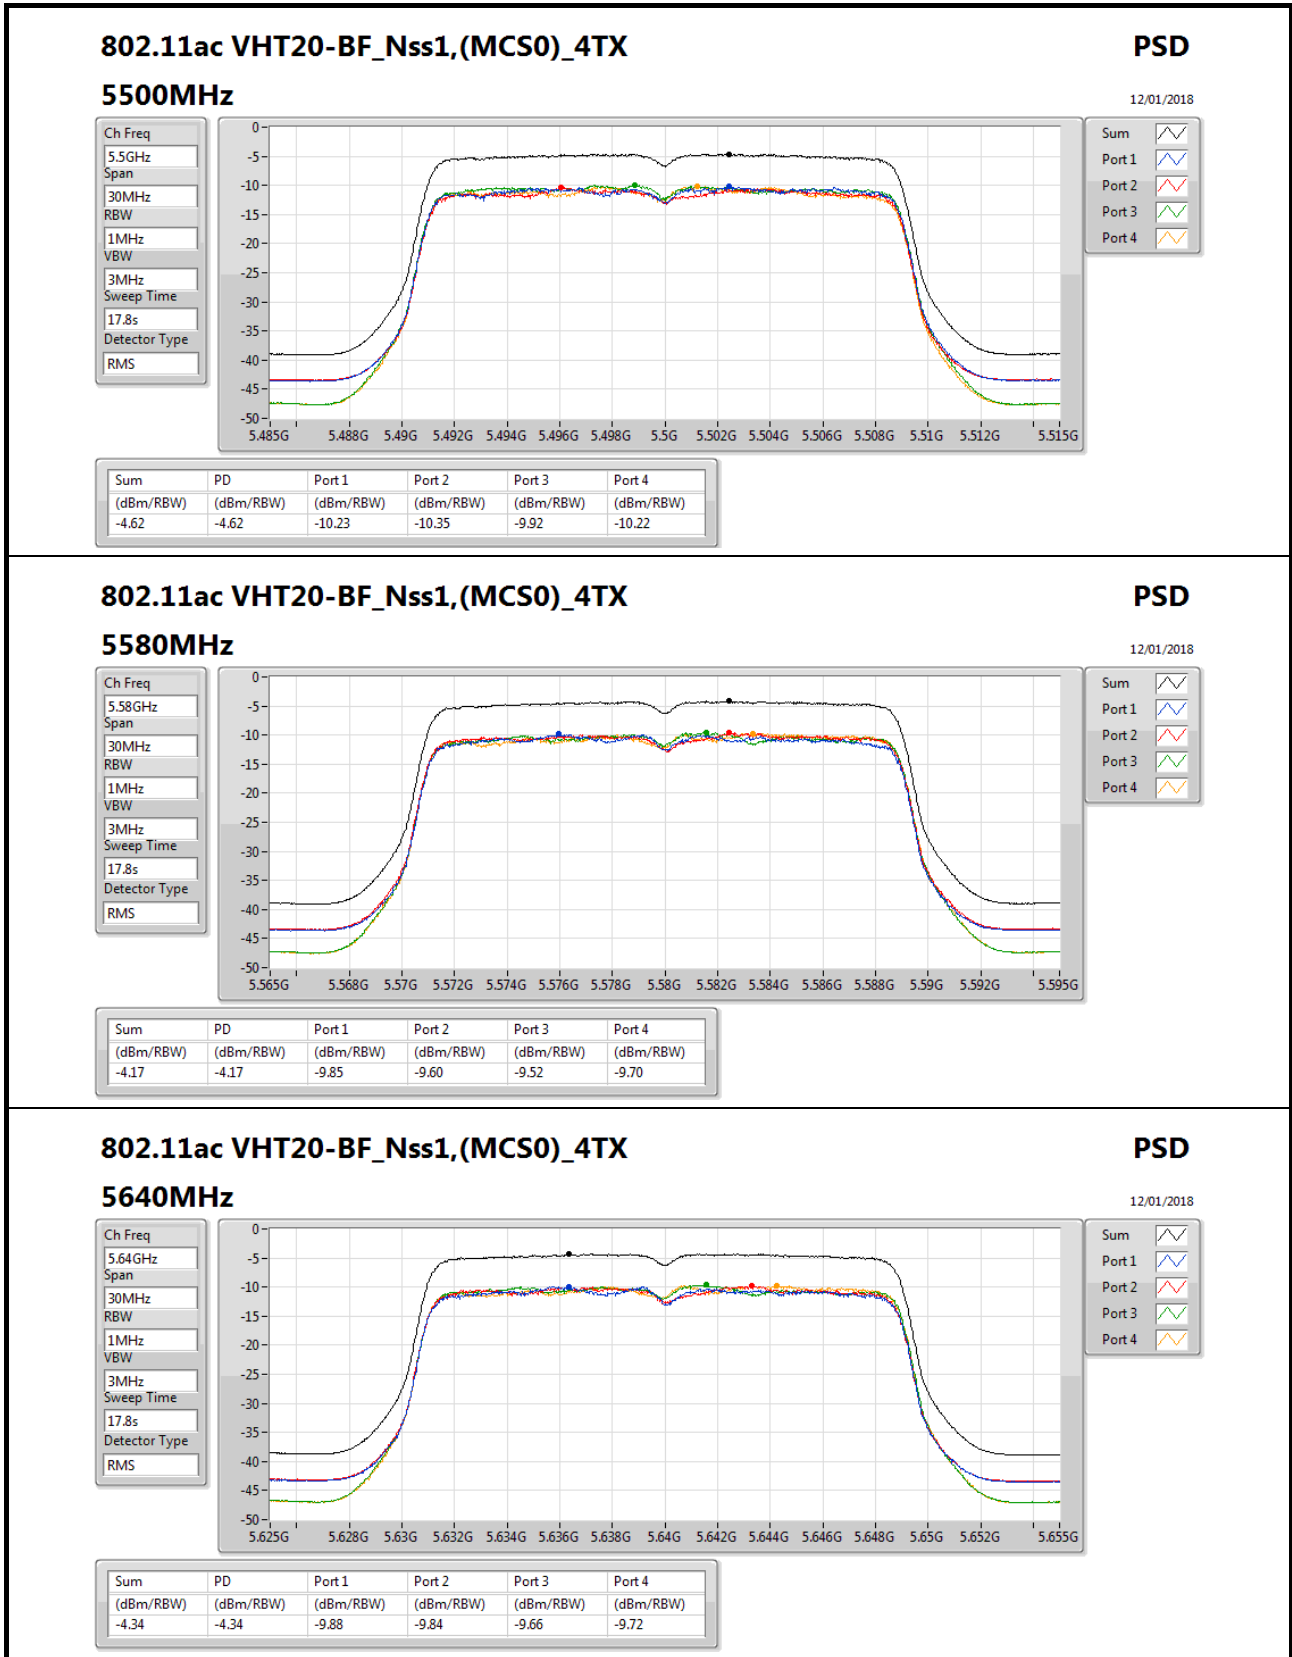 802.11ac VHT20-BF_Nss1,(MCS0)_4TX PSD
5500MHz 12/01/2018
Ch Freq
5.5GHz
Span
30MHz
RBW
1MHz
VBW
3MHz
Sweep Time
17.8s
Detector Type
RMS
0
-5
-10
-15
-20
-25
-30
-35
-40
-45
-50
5.485G 5.488G 5.49G 5.492G 5.494G 5.496G 5.498G 5.5G 5.502G 5.504G 5.506G 5.508G 5.51G 5.512G 5.515G
Sum
Port 1
Port 2
Port 3
Port 4
Sum PD Port 1 Port 2 Port 3 Port 4
(dBm/RBW) (dBm/RBW) (dBm/RBW) (dBm/RBW) (dBm/RBW) (dBm/RBW)
-4.62 -4.62 -10.23 -10.35 -9.92 -10.22
802.11ac VHT20-BF_Nss1,(MCS0)_4TX PSD
5580MHz 12/01/2018
Ch Freq
5.58GHz
Span
30MHz
RBW
1MHz
VBW
3MHz
Sweep Time
17.8s
Detector Type
RMS
0
-5
-10
-15
-20
-25
-30
-35
-40
-45
-50
5.565G 5.568G 5.57G 5.572G 5.574G 5.576G 5.578G 5.58G 5.582G 5.584G 5.586G 5.588G 5.59G 5.592G 5.595G
Sum
Port 1
Port 2
Port 3
Port 4
Sum PD Port 1 Port 2 Port 3 Port 4
(dBm/RBW) (dBm/RBW) (dBm/RBW) (dBm/RBW) (dBm/RBW) (dBm/RBW)
-4.17 -4.17 -9.85 -9.60 -9.52 -9.70
802.11ac VHT20-BF_Nss1,(MCS0)_4TX PSD
5640MHz 12/01/2018
Ch Freq
5.64GHz
Span
30MHz
RBW
1MHz
VBW
3MHz
Sweep Time
17.8s
Detector Type
RMS
0
-5
-10
-15
-20
-25
-30
-35
-40
-45
-50
5.625G 5.628G 5.63G 5.632G 5.634G 5.636G 5.638G 5.64G 5.642G 5.644G 5.646G 5.648G 5.65G 5.652G 5.655G
Sum
Port 1
Port 2
Port 3
Port 4
Sum PD Port 1 Port 2 Port 3 Port 4
(dBm/RBW) (dBm/RBW) (dBm/RBW) (dBm/RBW) (dBm/RBW) (dBm/RBW)
-4.34 -4.34 -9.88 -9.84 -9.66 -9.72